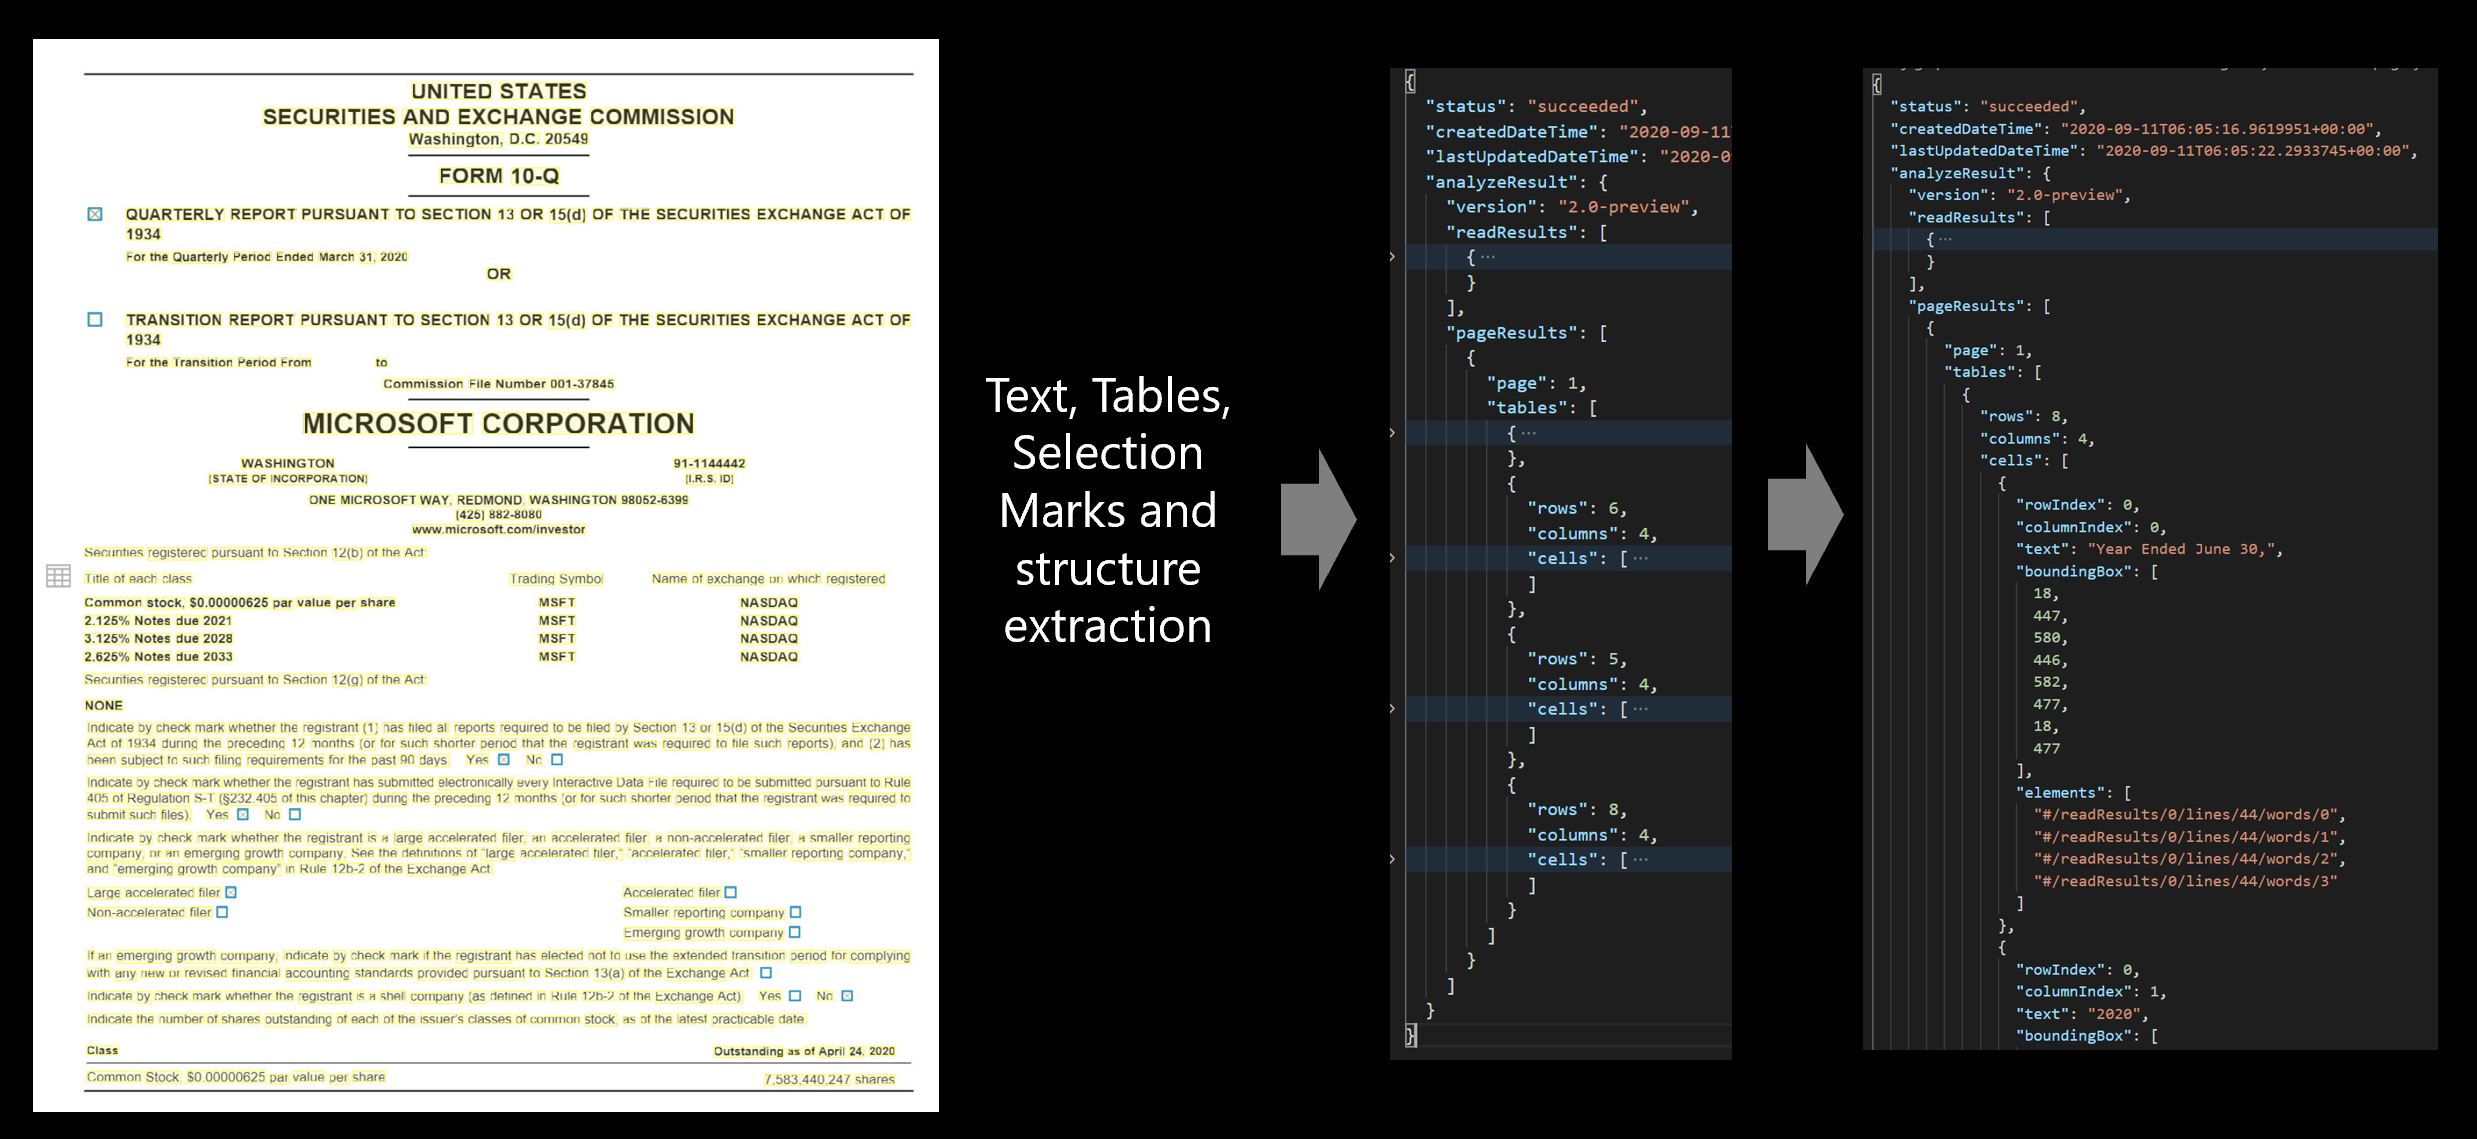 UNITED STATES
SECURITIES AND EXCHANGE COMMISSION
Washington, D.C. 20549
FORM 10-Q
QUARTERLY REPORT PURSUANT TO SECTION 13 OR 15(d) OF THE SECURITIES EXCHANGE ACT OF
1934
For the Quarterly Period Ended March 31, 2020
OR
TRANSITION REPORT PURSUANT TO SECTION 13 OR 15(d) OF THE SECURITIES EXCHANGE ACT OF
1934
For the Transition Period From to
Commission File Number 001-37845
MICROSOFT CORPORATION
WASHINGTON 91-1144442
(STATE OF INCORPORATION) (I.R.S. ID)
ONE MICROSOFT WAY, REDMOND, WASHINGTON 98052-6399
(425) 882-8080
www.microsoft.com/investor
Securities registered pursuant to Section 12(b) of the Act:
Title of each class Trading Symbol Name of exchange on which registered
Common stock, $0.00000625 par value per share MSFT NASDAQ
2.125% Notes due 2021 MSFT NASDAQ
3.125% Notes due 2028 MSFT NASDAQ
2.625% Notes due 2033 MSFT NASDAQ
Securities registered pursuant to Section 12(g) of the Act:
NONE
Indicate by check mark whether the registrant (1) has filed all reports required to be filed by Section 13 or 15(d) of the Securities Exchange
Act of 1934 during the preceding 12 months (or for such shorter period that the registrant was required to file such reports), and (2) has
been subject to such filing requirements for the past 90 days. Yes ☒ No ☐
Indicate by check mark whether the registrant has submitted electronically every Interactive Data File required to be submitted pursuant to Rule
405 of Regulation S-T (§232.405 of this chapter) during the preceding 12 months (or for such shorter period that the registrant was required to
submit such files). Yes ☒ No ☐
Indicate by check mark whether the registrant is a large accelerated filer, an accelerated filer, a non-accelerated filer, a smaller reporting
company, or an emerging growth company. See the definitions of "large accelerated filer," "accelerated filer," "smaller reporting company,"
and "emerging growth company" in Rule 12b-2 of the Exchange Act.
Large accelerated filer ☒ Accelerated filer ☐
Non-accelerated filer ☐ Smaller reporting company ☐
Emerging growth company ☐
If an emerging growth company, indicate by check mark if the registrant has elected not to use the extended transition period for complying
with any new or revised financial accounting standards provided pursuant to Section 13(a) of the Exchange Act. ☐
Indicate by check mark whether the registrant is a shell company (as defined in Rule 12b-2 of the Exchange Act). Yes ☐ No ☒
Indicate the number of shares outstanding of each of the issuer's classes of common stock, as of the latest practicable date.
Class Outstanding as of April 24, 2020
Common Stock, $0.00000625 par value per share 7,583,440,247 shares
Text, Tables,
Selection
Marks and
structure
extraction
{
"status": "succeeded",
"createdDateTime": "2020-09-11
"lastUpdatedDateTime": "2020-0
"analyzeResult": {
"version": "2.0-preview",
"readResults": [
{ ...
}
],
"pageResults": [
{
"page": 1,
"tables": [
{ ...
},
{
"rows": 6,
"columns": 4,
"cells": [ ...
]
},
{
"rows": 5,
"columns": 4,
"cells": [ ...
]
},
{
"rows": 8,
"columns": 4,
"cells": [ ...
]
}
]
}
]
}
}
{
"status": "succeeded",
"createdDateTime": "2020-09-11T06:05:16.9619951+00:00",
"lastUpdatedDateTime": "2020-09-11T06:05:22.2933745+00:00",
"analyzeResult": {
"version": "2.0-preview",
"readResults": [
{ ...
}
],
"pageResults": [
{
"page": 1,
"tables": [
{
"rows": 8,
"columns": 4,
"cells": [
{
"rowIndex": 0,
"columnIndex": 0,
"text": "Year Ended June 30,",
"boundingBox": [
18,
447,
580,
446,
582,
477,
18,
477
],
"elements": [
"#/readResults/0/lines/44/words/0",
"#/readResults/0/lines/44/words/1",
"#/readResults/0/lines/44/words/2",
"#/readResults/0/lines/44/words/3"
]
},
{
"rowIndex": 0,
"columnIndex": 1,
"text": "2020",
"boundingBox": [